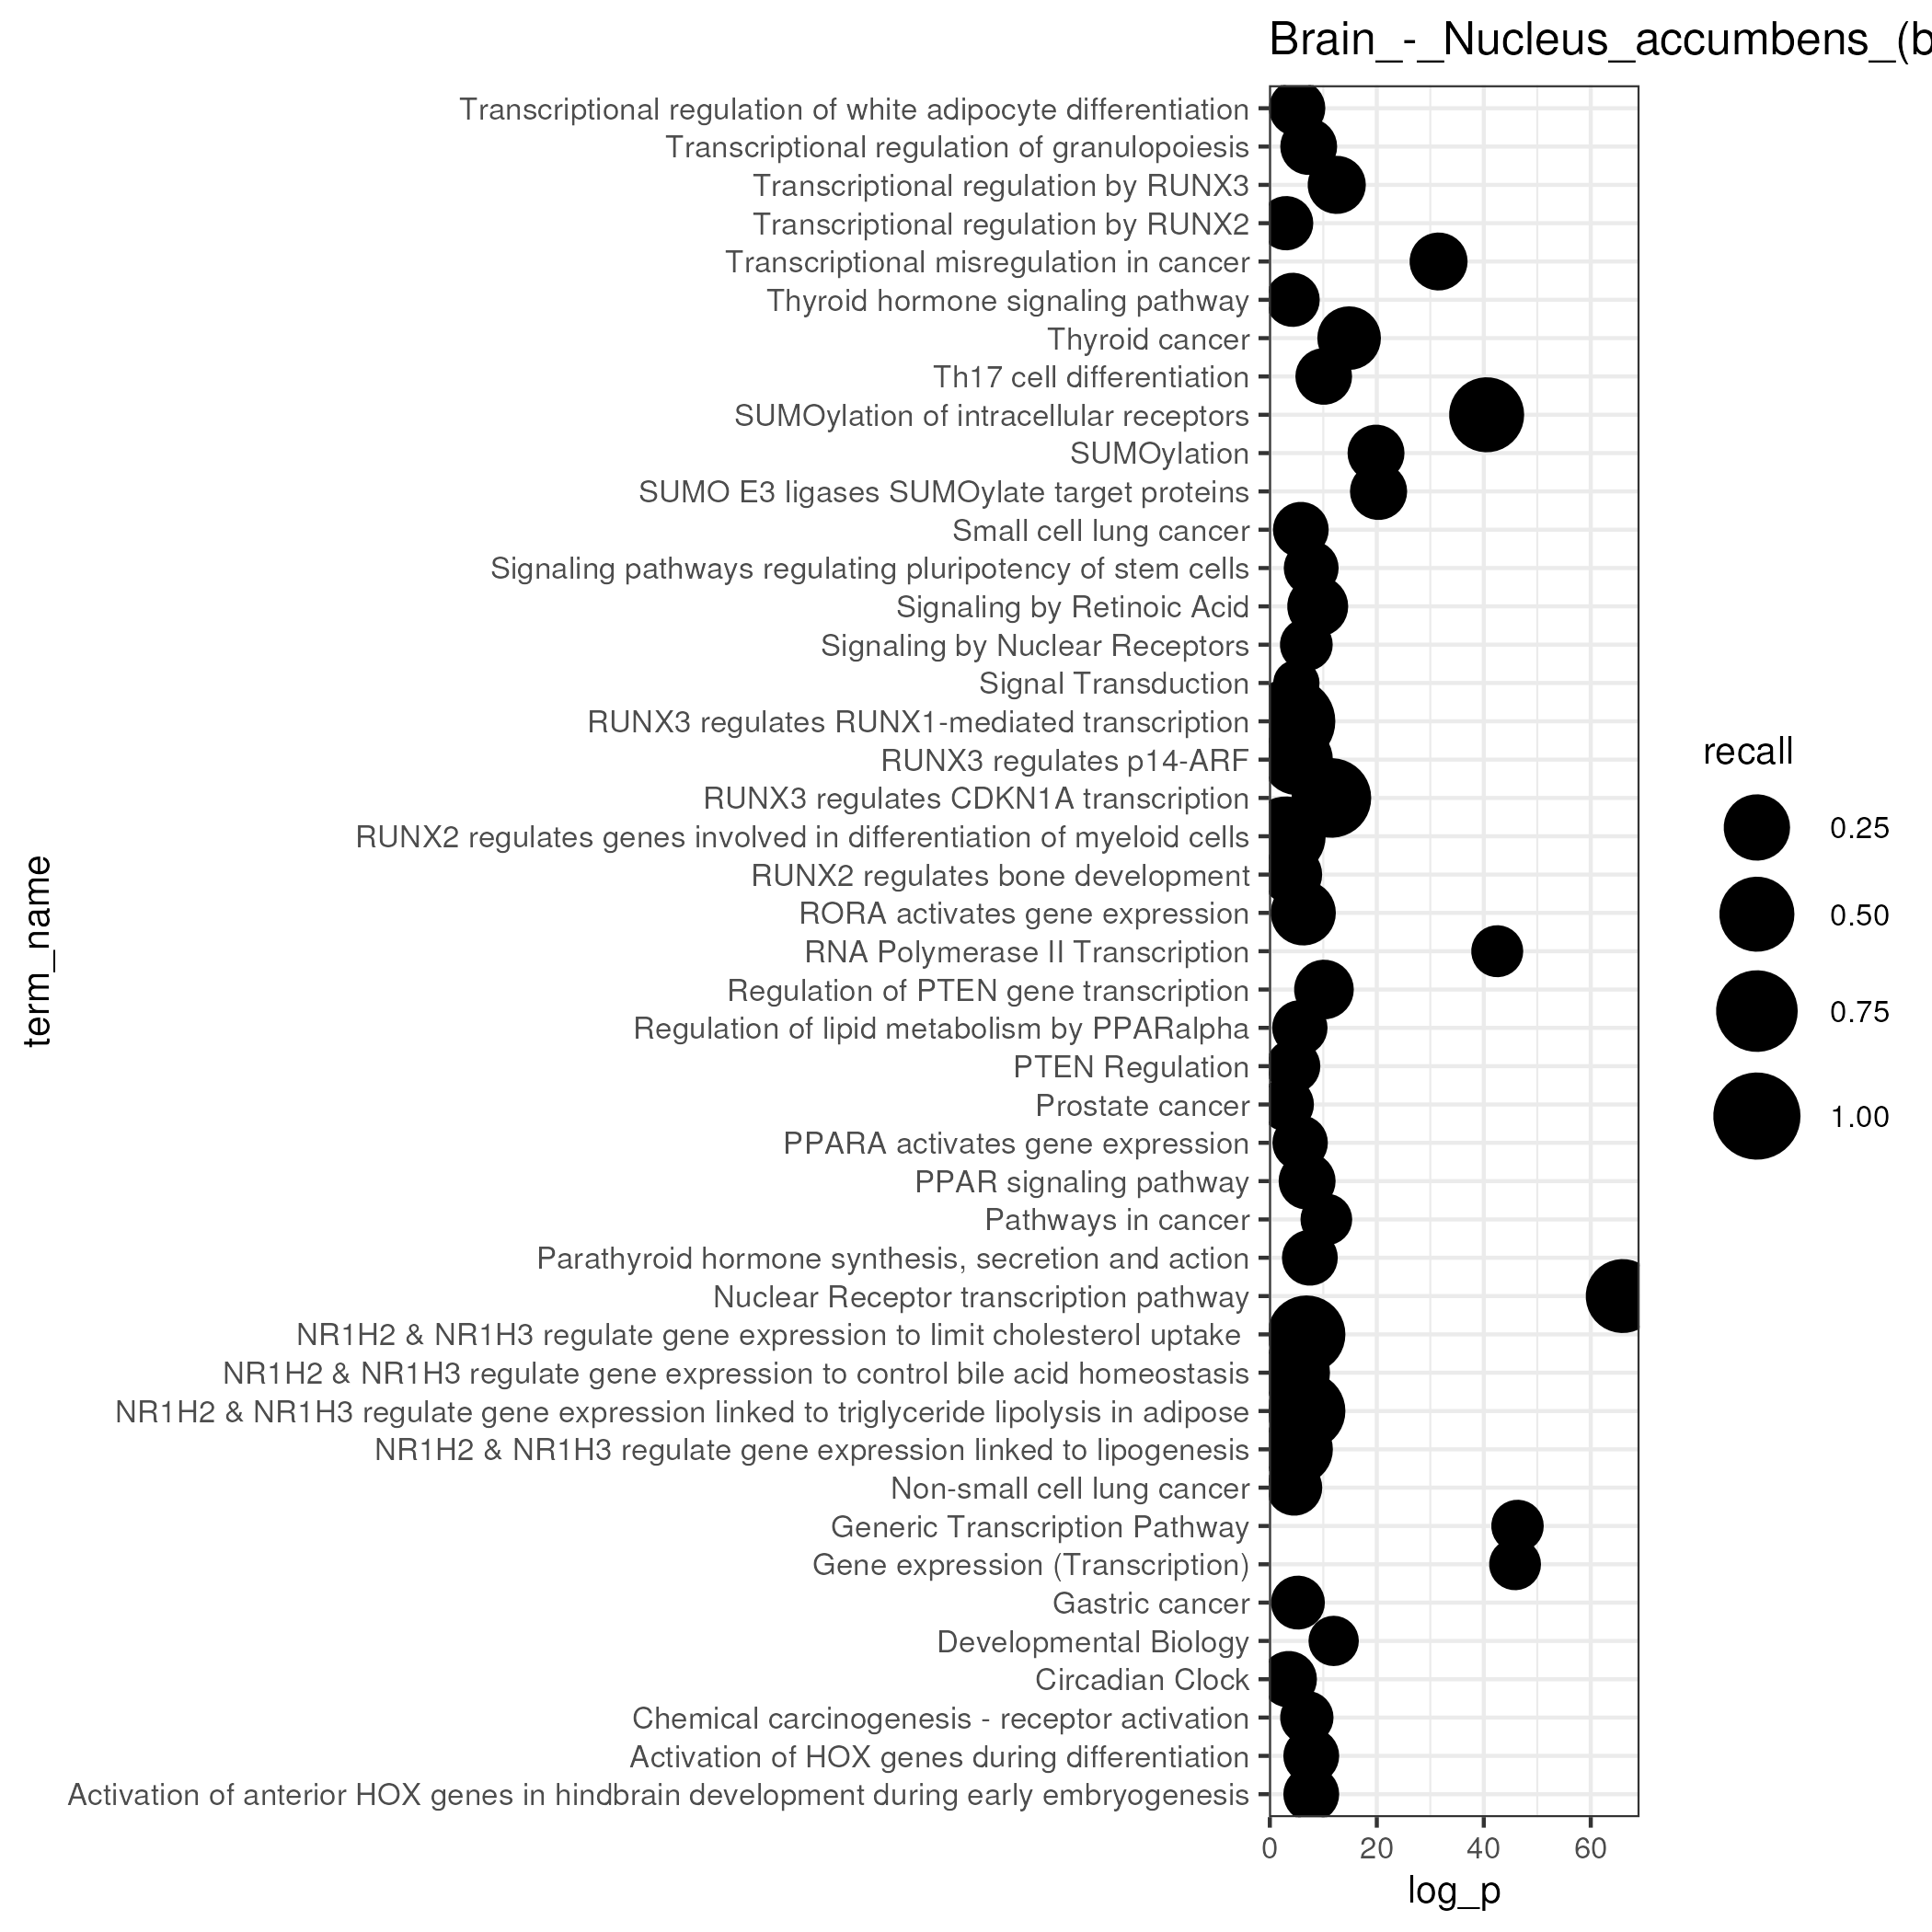 Brain_-_Nucleus_accumbens_(b
Transcriptional regulation of white adipocyte differentiation
Transcriptional regulation of granulopoiesis
Transcriptional regulation by RUNX3
Transcriptional regulation by RUNX2
Transcriptional misregulation in cancer
Thyroid hormone signaling pathway
Thyroid cancer
Th17 cell differentiation
SUMOylation of intracellular receptors
SUMOylation
SUMO E3 ligases SUMOylate target proteins
Small cell lung cancer
Signaling pathways regulating pluripotency of stem cells
Signaling by Retinoic Acid
Signaling by Nuclear Receptors
Signal Transduction
RUNX3 regulates RUNX1-mediated transcription
RUNX3 regulates p14-ARF
RUNX3 regulates CDKN1A transcription
RUNX2 regulates genes involved in differentiation of myeloid cells
RUNX2 regulates bone development
RORA activates gene expression
RNA Polymerase II Transcription
Regulation of PTEN gene transcription
Regulation of lipid metabolism by PPARalpha
PTEN Regulation
Prostate cancer
PPARA activates gene expression
PPAR signaling pathway
Pathways in cancer
Parathyroid hormone synthesis, secretion and action
Nuclear Receptor transcription pathway
NR1H2 & NR1H3 regulate gene expression to limit cholesterol uptake
NR1H2 & NR1H3 regulate gene expression to control bile acid homeostasis
NR1H2 & NR1H3 regulate gene expression linked to triglyceride lipolysis in adipose
NR1H2 & NR1H3 regulate gene expression linked to lipogenesis
Non-small cell lung cancer
Generic Transcription Pathway
Gene expression (Transcription)
Gastric cancer
Developmental Biology
Circadian Clock
Chemical carcinogenesis - receptor activation
Activation of HOX genes during differentiation
Activation of anterior HOX genes in hindbrain development during early embryogenesis
term_name
0 20 40 60
log_p
recall
0.25
0.50
0.75
1.00